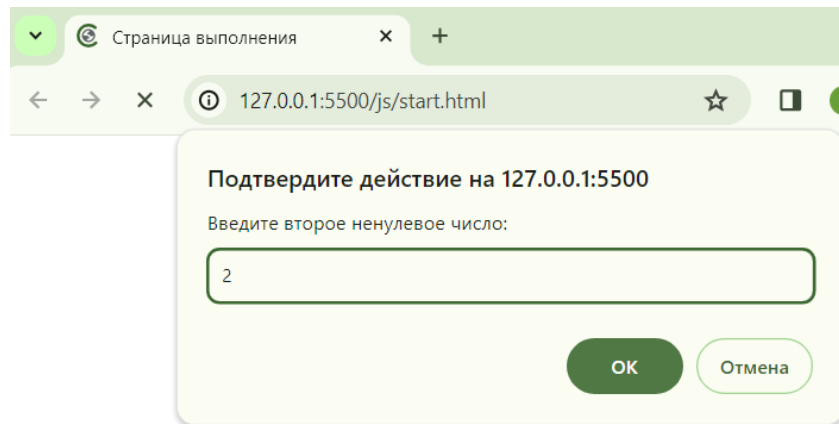 Страница выполнения
127.0.0.1:5500/js/start.html
Подтвердите действие на 127.0.0.1:5500
Введите второе ненулевое число:
2
ОК Отмена